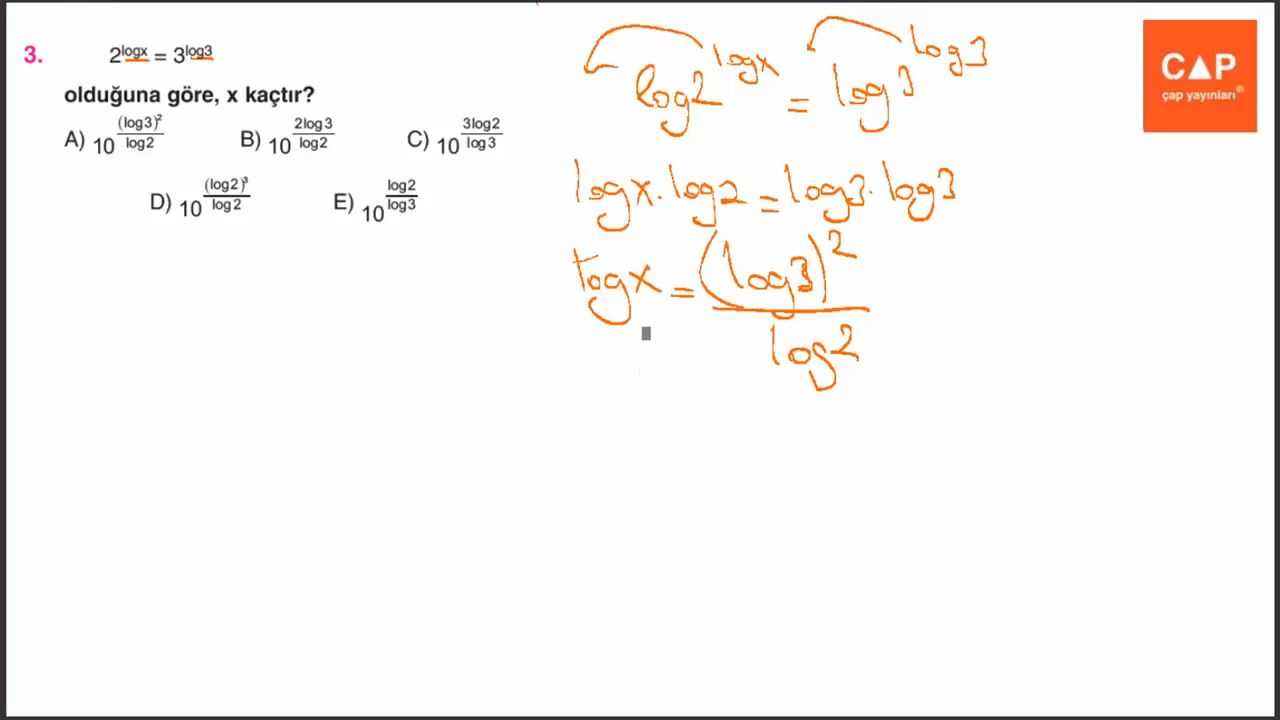 3. 2^logx = 3^log3
olduğuna göre, x kaçtır?
A) 10^((log3)²/log2) B) 10^(2log3/log2) C) 10^(3log2/log3)
D) 10^((log2)³/log2) E) 10^(log2/log3)
log2^logx = log3^log3
logx.log2 = log3.log3
logx = (log3)²/log2
CAP
çap yayınları®